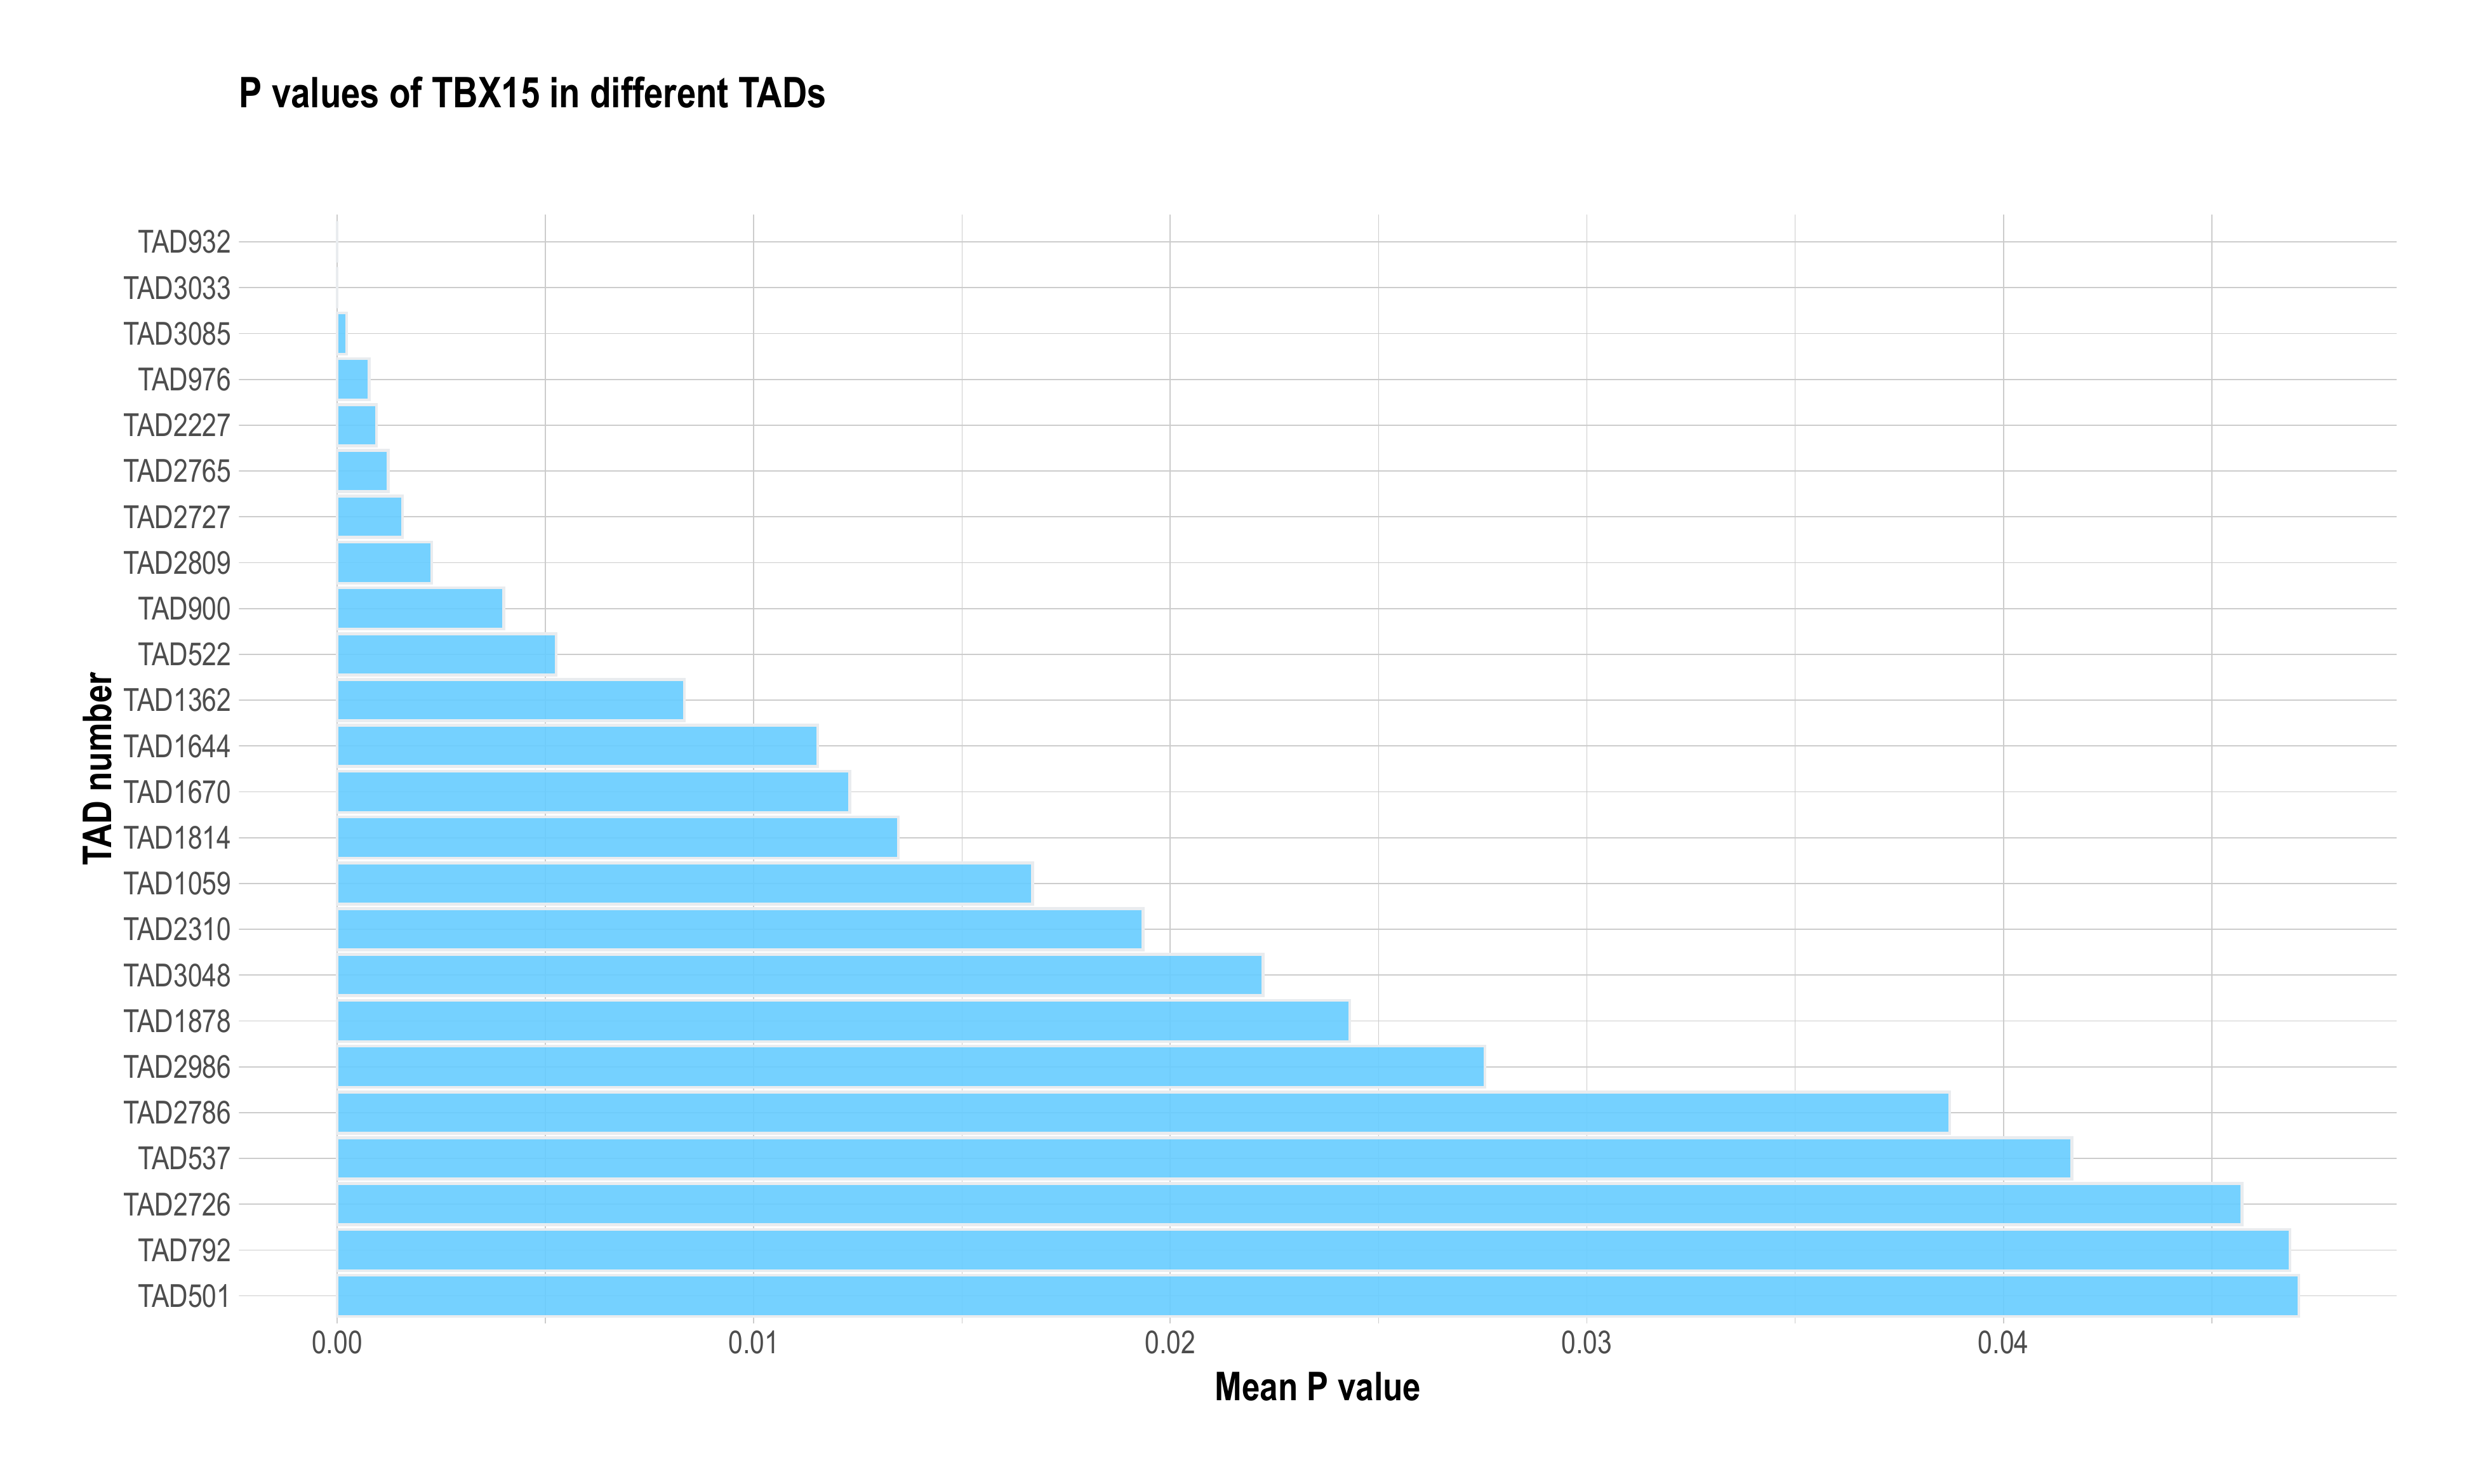 P values of TBX15 in different TADs
TAD932
TAD3033
TAD3085
TAD976
TAD2227
TAD2765
TAD2727
TAD2809
TAD900
TAD522
TAD1362
TAD1644
TAD1670
TAD1814
TAD1059
TAD2310
TAD3048
TAD1878
TAD2986
TAD2786
TAD537
TAD2726
TAD792
TAD501
TAD number
0.00 0.01 0.02 0.03 0.04
Mean P value